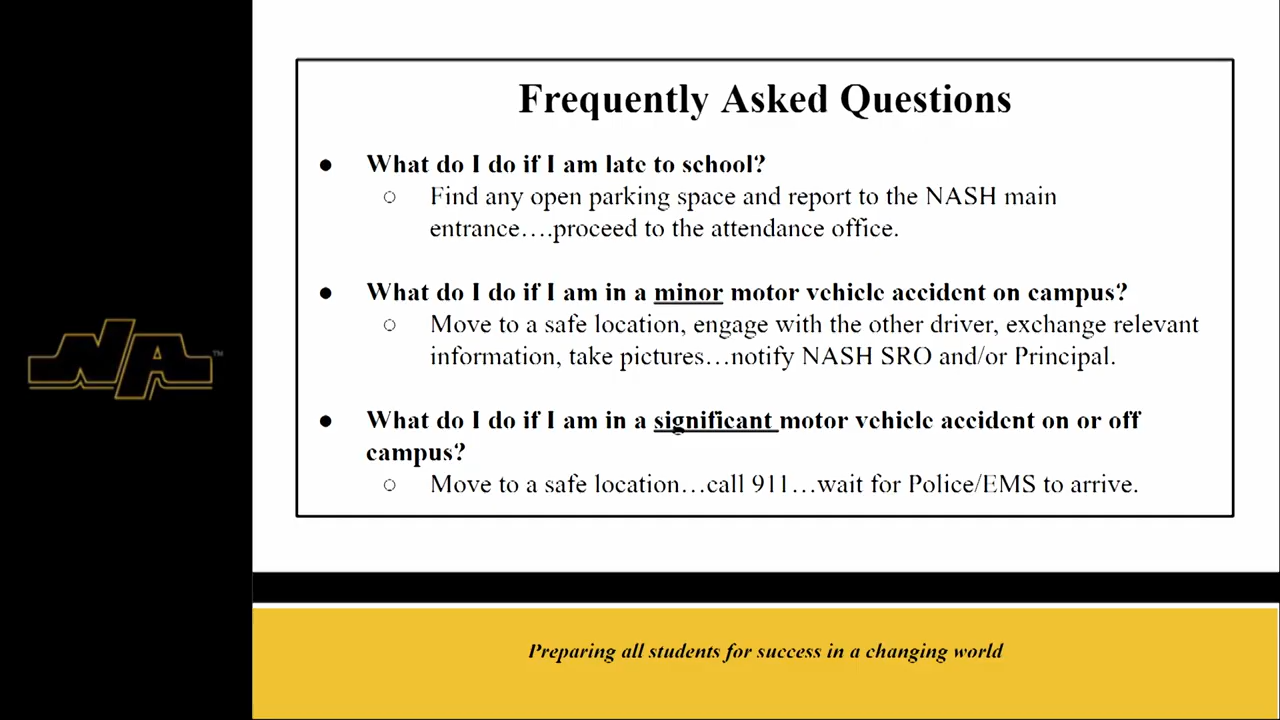 Frequently Asked Questions
● What do I do if I am late to school?
○ Find any open parking space and report to the NASH main
entrance….proceed to the attendance office.
● What do I do if I am in a minor motor vehicle accident on campus?
○ Move to a safe location, engage with the other driver, exchange relevant
information, take pictures…notify NASH SRO and/or Principal.
● What do I do if I am in a significant motor vehicle accident on or off
campus?
○ Move to a safe location…call 911…wait for Police/EMS to arrive.
NA™
Preparing all students for success in a changing world